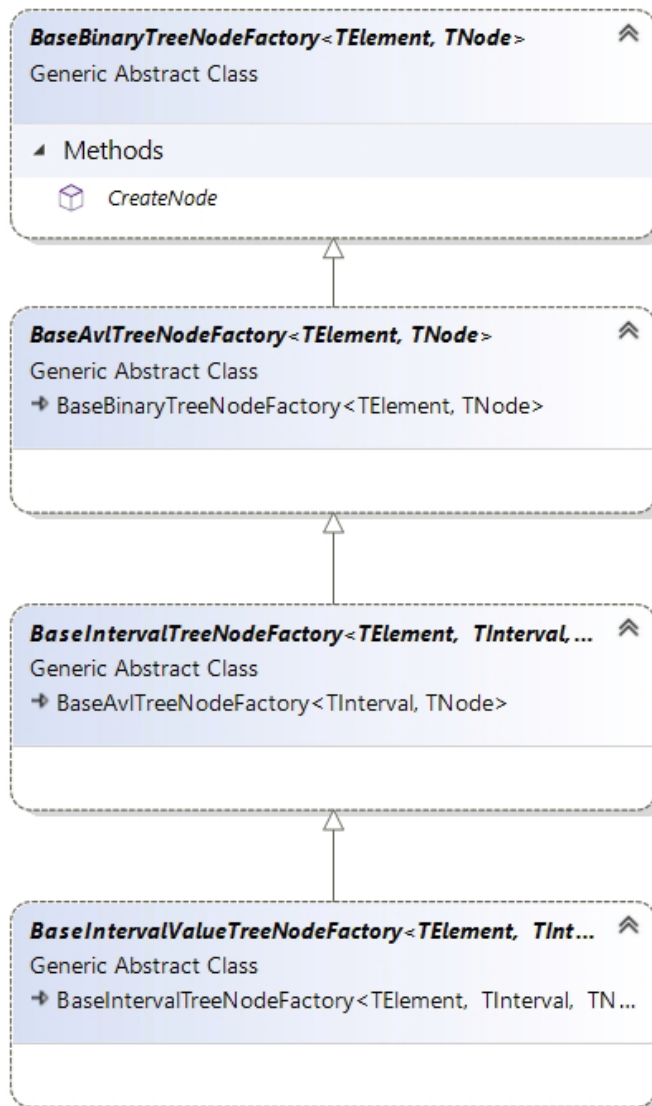 BaseBinaryTreeNodeFactory<TElement, TNode>
Generic Abstract Class
Methods
CreateNode
BaseAvlTreeNodeFactory<TElement, TNode>
Generic Abstract Class
BaseBinaryTreeNodeFactory<TElement, TNode>
BaseIntervalTreeNodeFactory<TElement, TInterval,...
Generic Abstract Class
BaseAvlTreeNodeFactory<TInterval, TNode>
BaseIntervalValueTreeNodeFactory<TElement, TInt...
Generic Abstract Class
BaseIntervalTreeNodeFactory<TElement, TInterval, TN...